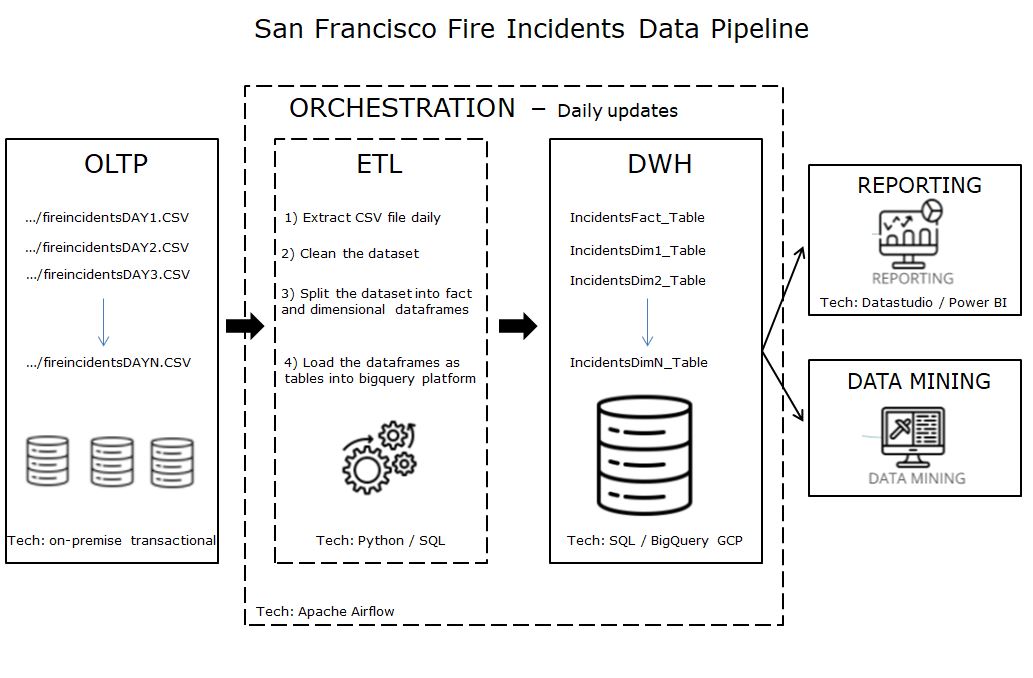 San Francisco Fire Incidents Data Pipeline
ORCHESTRATION – Daily updates
OLTP
.../fireincidentsDAY1.CSV
.../fireincidentsDAY2.CSV
.../fireincidentsDAY3.CSV
.../fireincidentsDAYN.CSV
Tech: on-premise transactional
ETL
1) Extract CSV file daily
2) Clean the dataset
3) Split the dataset into fact
and dimensional dataframes
4) Load the dataframes as
tables into bigquery platform
Tech: Python / SQL
DWH
IncidentsFact_Table
IncidentsDim1_Table
IncidentsDim2_Table
IncidentsDimN_Table
Tech: SQL / BigQuery GCP
Tech: Apache Airflow
REPORTING
REPORTING
Tech: Datastudio / Power BI
DATA MINING
DATA MINING